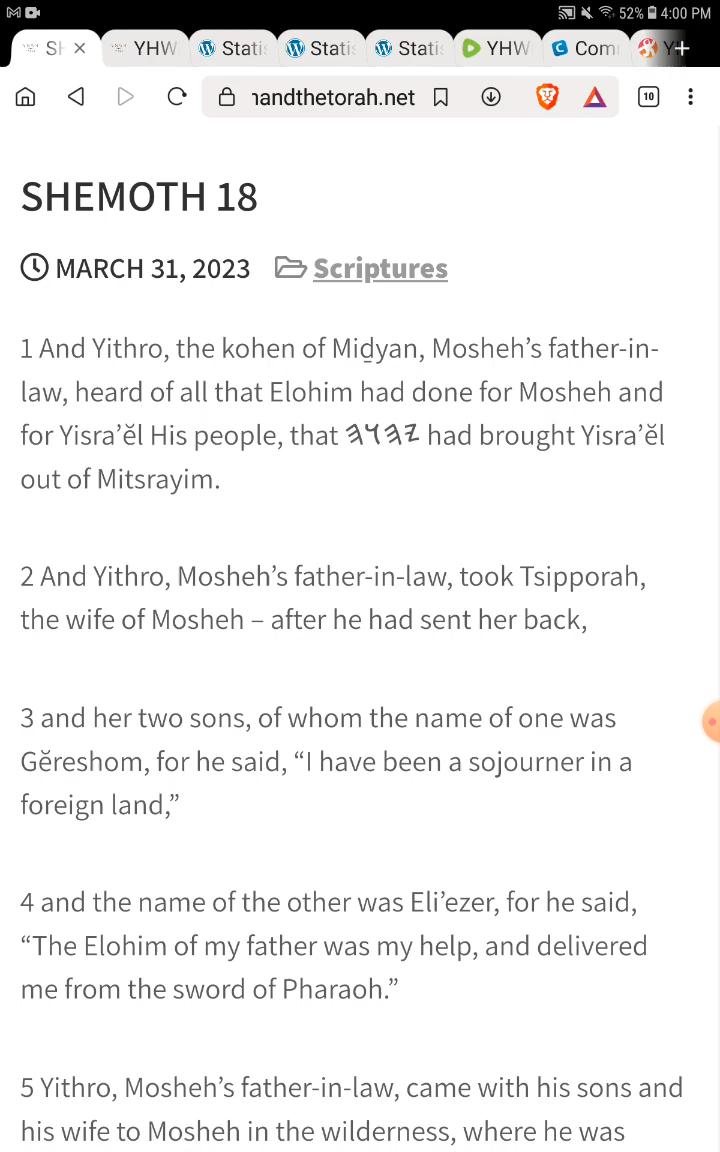 52% 4:00 PM
SH YHW Stati Stati Stati YHW Com Y
handthetorah.net 10
SHEMOTH 18
MARCH 31, 2023 Scriptures
1 And Yithro, the kohen of Miḏyan, Mosheh’s father-in-
law, heard of all that Elohim had done for Mosheh and
for Yisra’ĕl His people, that 𐤉𐤄𐤅𐤄 had brought Yisra’ĕl
out of Mitsrayim.
2 And Yithro, Mosheh’s father-in-law, took Tsipporah,
the wife of Mosheh – after he had sent her back,
3 and her two sons, of whom the name of one was
Gĕreshom, for he said, “I have been a sojourner in a
foreign land,”
4 and the name of the other was Eli’ezer, for he said,
“The Elohim of my father was my help, and delivered
me from the sword of Pharaoh.”
5 Yithro, Mosheh’s father-in-law, came with his sons and
his wife to Mosheh in the wilderness, where he was